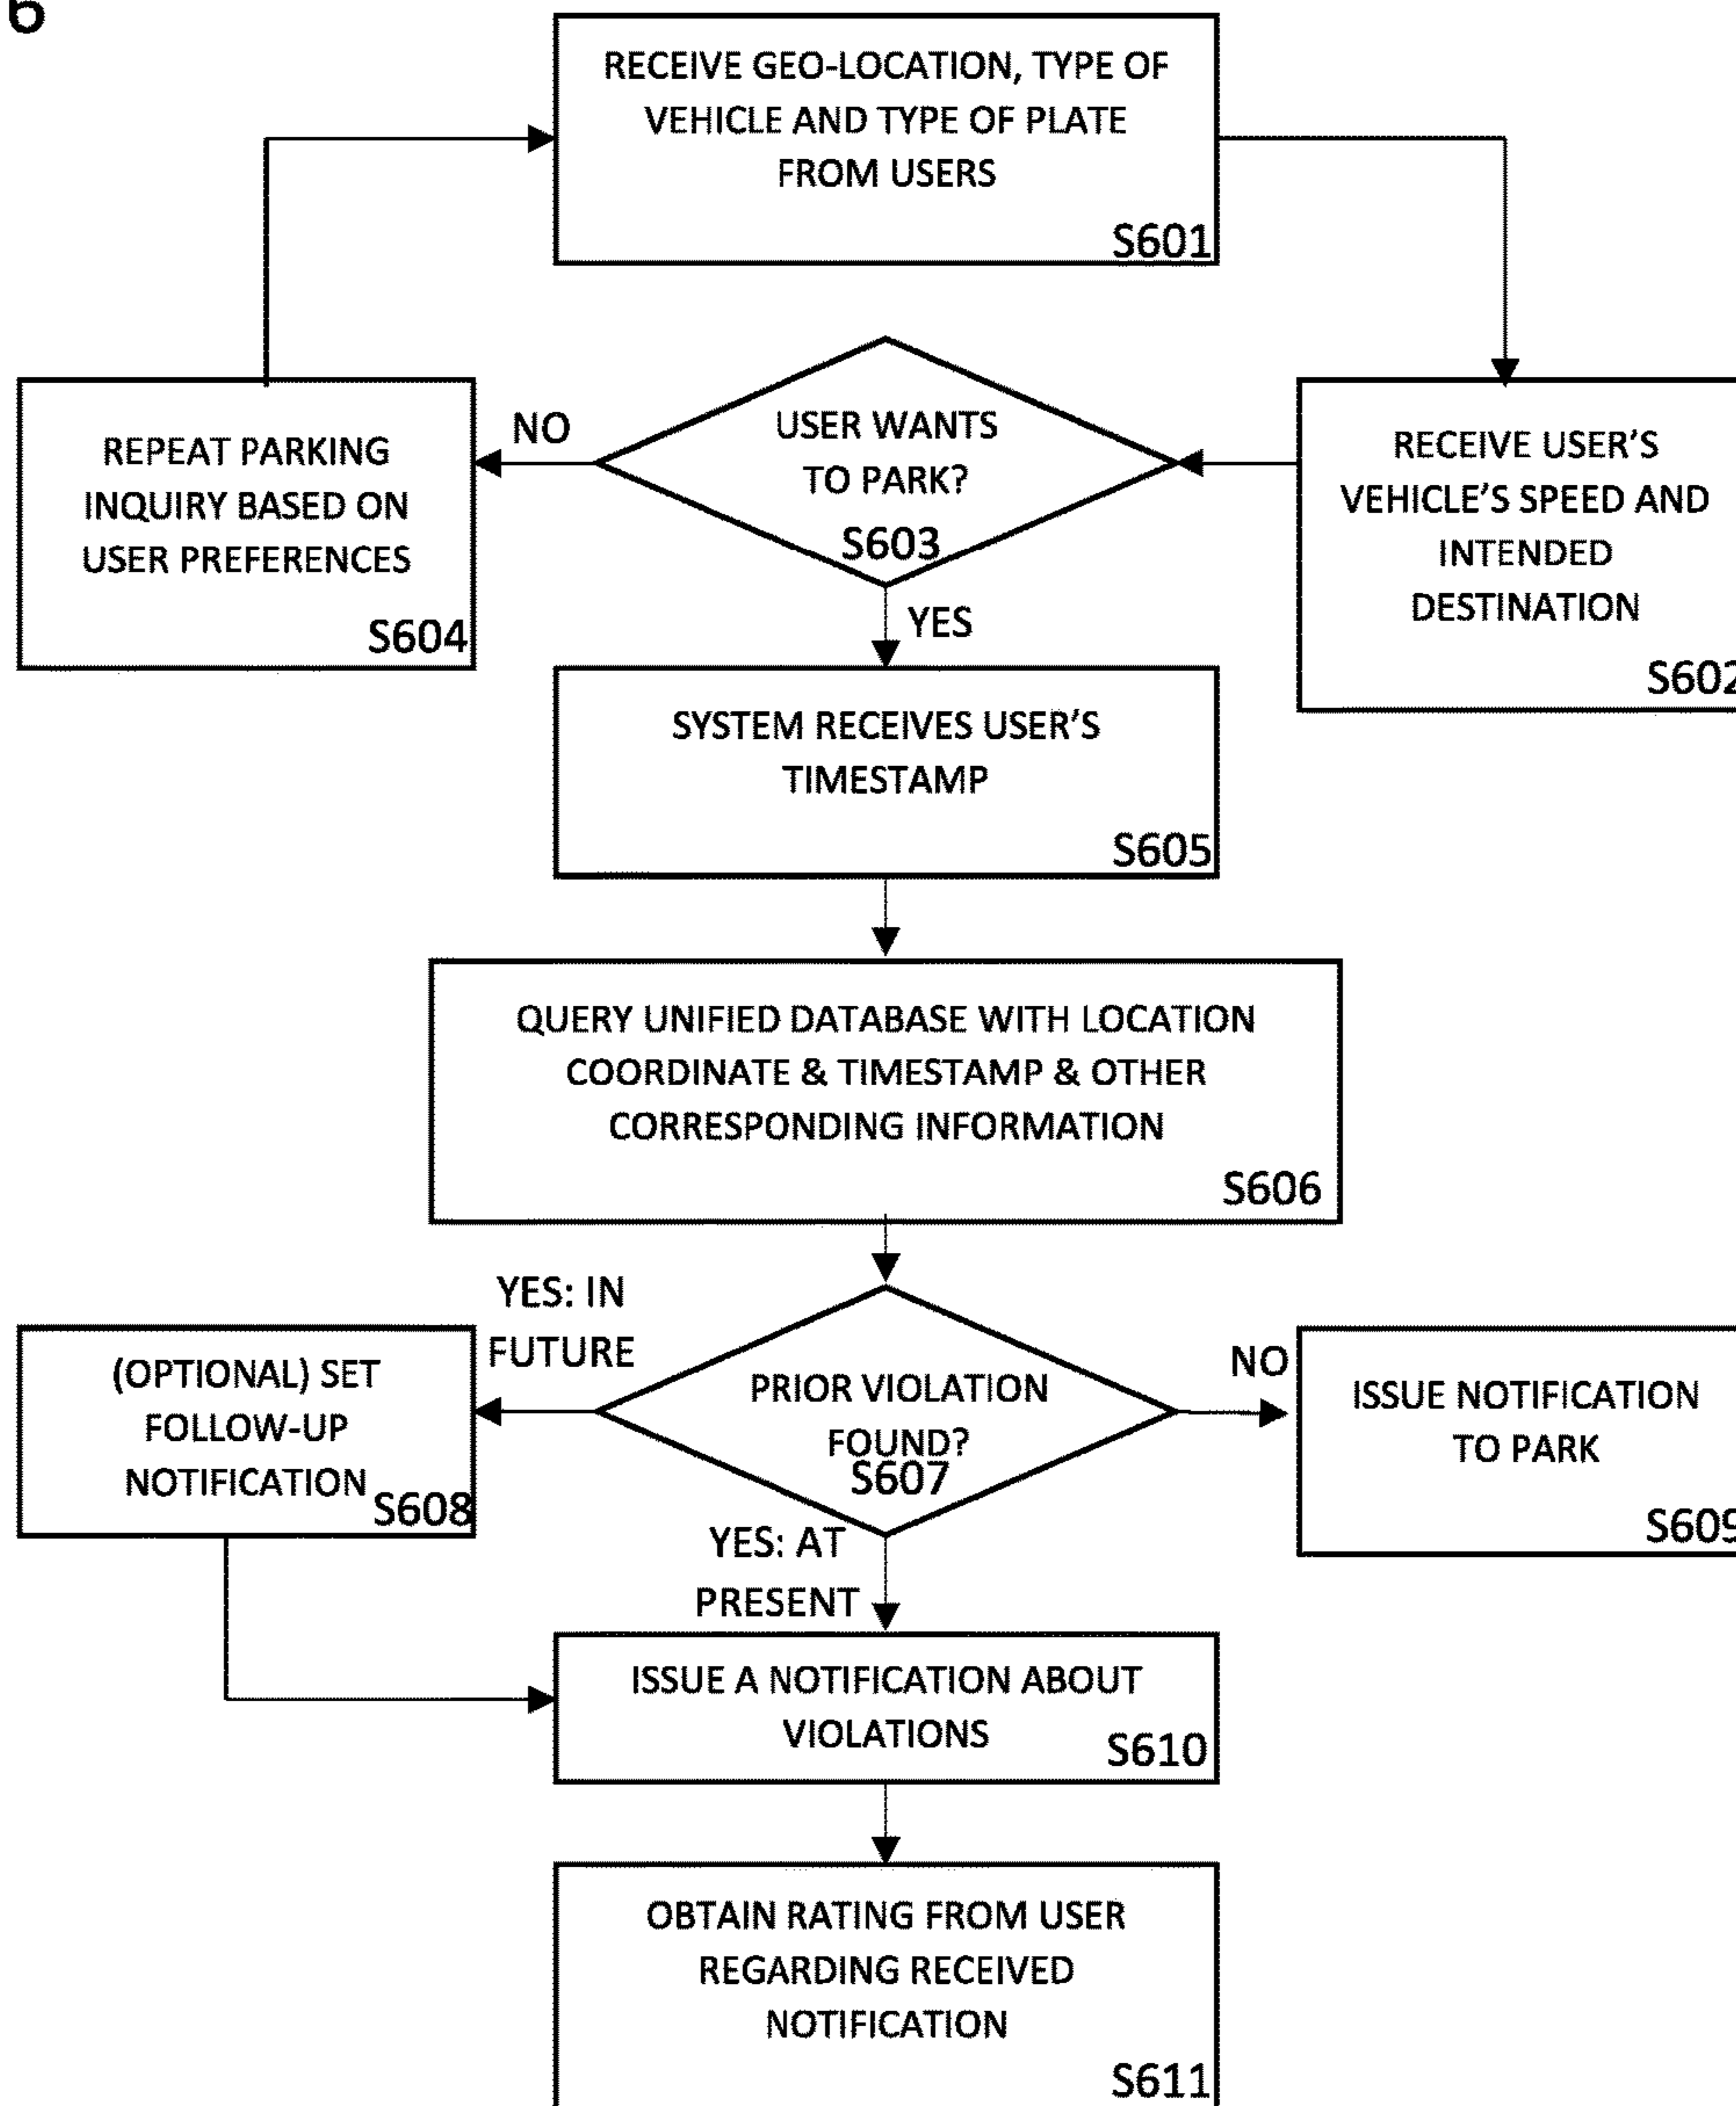 6
RECEIVE GEO-LOCATION, TYPE OF
VEHICLE AND TYPE OF PLATE
FROM USERS
S601
REPEAT PARKING
INQUIRY BASED ON
USER PREFERENCES
S604
NO
USER WANTS
TO PARK?
S603
YES
RECEIVE USER'S
VEHICLE'S SPEED AND
INTENDED
DESTINATION
S602
SYSTEM RECEIVES USER'S
TIMESTAMP
S605
QUERY UNIFIED DATABASE WITH LOCATION
COORDINATE & TIMESTAMP & OTHER
CORRESPONDING INFORMATION
S606
YES: IN
FUTURE
(OPTIONAL) SET
FOLLOW-UP
NOTIFICATION
S608
PRIOR VIOLATION
FOUND?
S607
NO
ISSUE NOTIFICATION
TO PARK
S609
YES: AT
PRESENT
ISSUE A NOTIFICATION ABOUT
VIOLATIONS
S610
OBTAIN RATING FROM USER
REGARDING RECEIVED
NOTIFICATION
S611